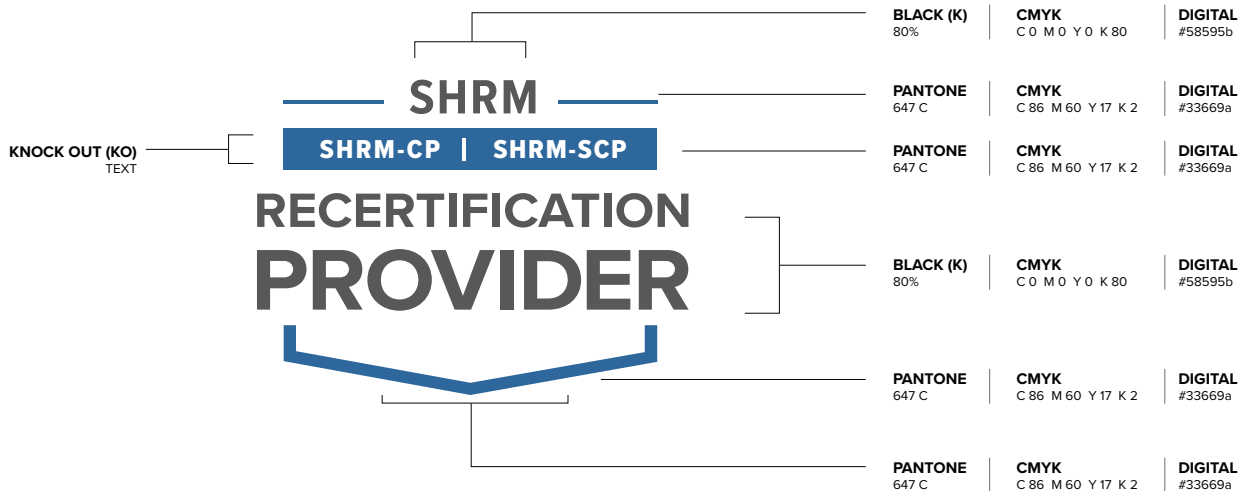 BLACK (K) CMYK DIGITAL
80% C 0 M 0 Y 0 K 80 #58595b
SHRM
PANTONE CMYK DIGITAL
647 C C 86 M 60 Y 17 K 2 #33669a
KNOCK OUT (KO)
TEXT
SHRM-CP | SHRM-SCP
PANTONE CMYK DIGITAL
647 C C 86 M 60 Y 17 K 2 #33669a
RECERTIFICATION
PROVIDER
BLACK (K) CMYK DIGITAL
80% C 0 M 0 Y 0 K 80 #58595b
PANTONE CMYK DIGITAL
647 C C 86 M 60 Y 17 K 2 #33669a
PANTONE CMYK DIGITAL
647 C C 86 M 60 Y 17 K 2 #33669a